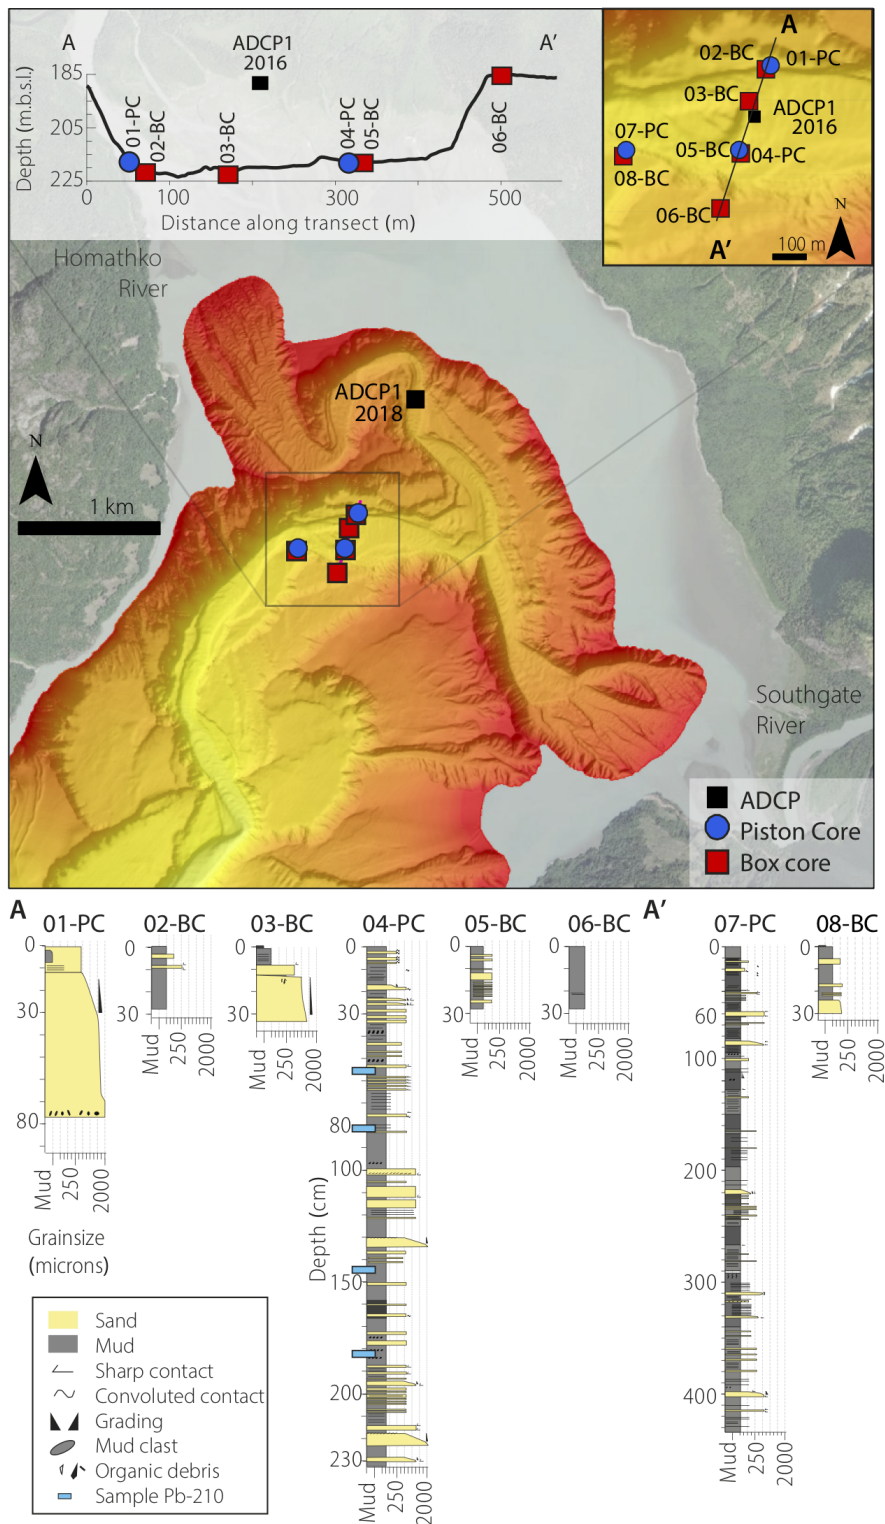 A
A'
ADCP1
2016
185
205
225
Depth (m.b.s.l.)
01-PC
02-BC
03-BC
04-PC
05-BC
06-BC
0
100
300
500
Distance along transect (m)
A
02-BC
01-PC
03-BC
ADCP1
2016
07-PC
05-BC
04-PC
08-BC
06-BC
A'
N
100 m
Homathko
River
ADCP1
2018
N
1 km
Southgate
River
ADCP
Piston Core
Box core
A
A'
01-PC
02-BC
03-BC
04-PC
05-BC
06-BC
07-PC
08-BC
0
30
80
Mud
250
2000
Grainsize
(microns)
0
30
Mud
250
2000
0
30
Mud
250
2000
Depth (cm)
0
30
80
100
150
200
230
Mud
250
2000
0
30
Mud
250
2000
0
30
Mud
250
2000
0
60
100
200
300
400
Mud
250
2000
0
30
Mud
250
2000
Sand
Mud
Sharp contact
Convoluted contact
Grading
Mud clast
Organic debris
Sample Pb-210